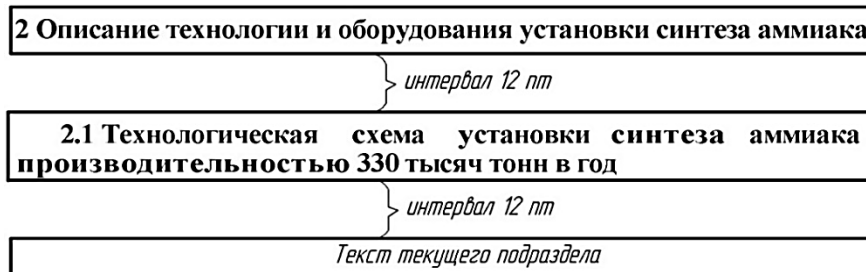 2 Описание технологии и оборудования установки синтеза аммиака
интервал 12 пт
2.1 Технологическая схема установки синтеза аммиака
производительностью 330 тысяч тонн в год
интервал 12 пт
Текст текущего подраздела